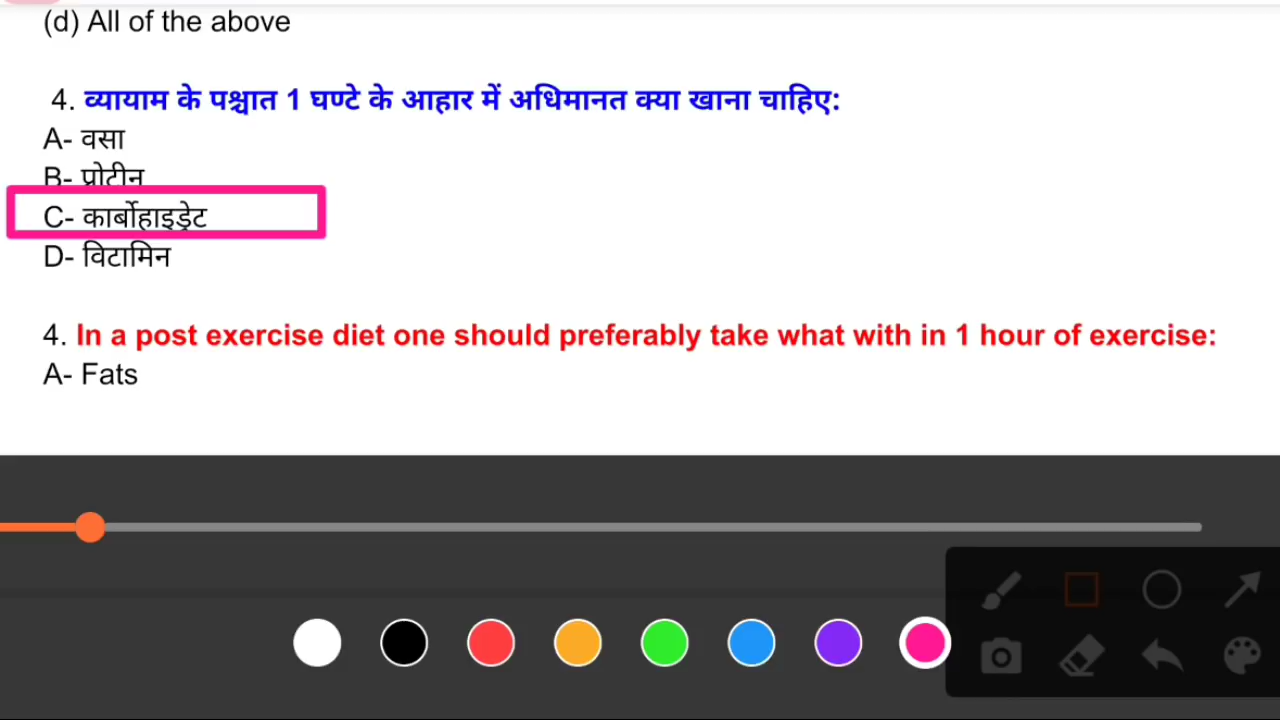 (d) All of the above
4. व्यायाम के पश्चात 1 घण्टे के आहार में अधिमानत क्या खाना चाहिए:
A- वसा
B- प्रोटीन
C- कार्बोहाइड्रेट
D- विटामिन
4. In a post exercise diet one should preferably take what with in 1 hour of exercise:
A- Fats